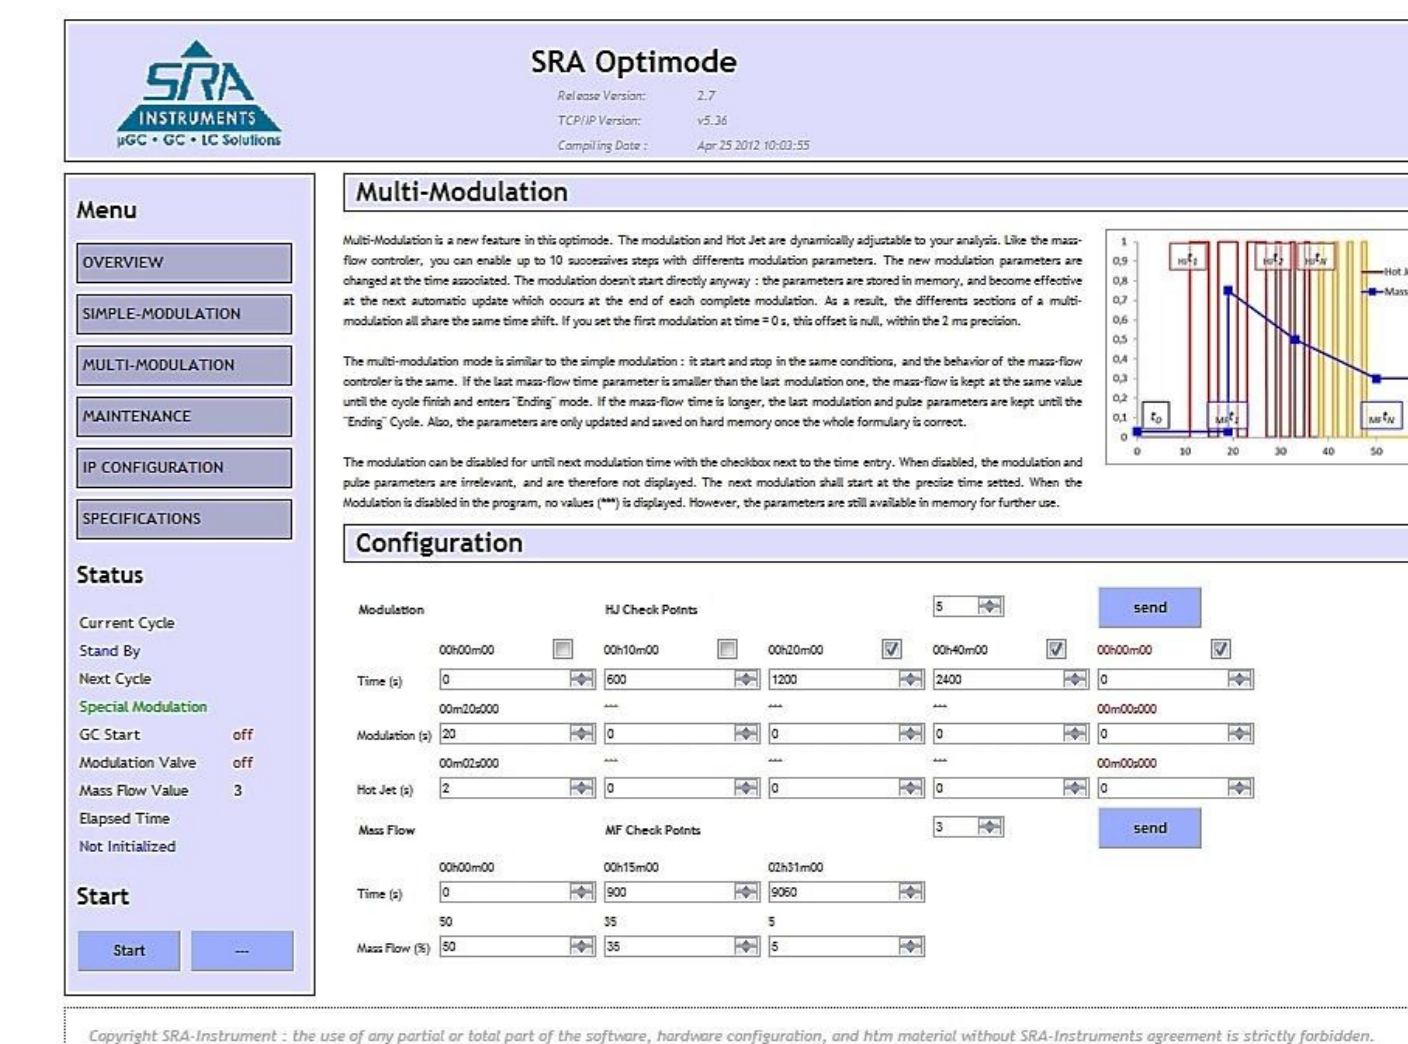 SRA
INSTRUMENTS
µGC • GC • LC Solutions
SRA Optimode
Release Version: 2.7
TCP/IP Version: v5.36
Compiling Date : Apr 25 2012 10:03:55
Menu
OVERVIEW
SIMPLE-MODULATION
MULTI-MODULATION
MAINTENANCE
IP CONFIGURATION
SPECIFICATIONS
Status
Current Cycle
Stand By
Next Cycle
Special Modulation
GC Start off
Modulation Valve off
Mass Flow Value 3
Elapsed Time
Not Initialized
Start
Start ---
Multi-Modulation
Multi-Modulation is a new feature in this optimode. The modulation and Hot Jet are dynamically adjustable to your analysis. Like the mass-
flow controler, you can enable up to 10 successives steps with differents modulation parameters. The new modulation parameters are
changed at the time associated. The modulation doesn't start directly anyway : the parameters are stored in memory, and become effective
at the next automatic update which occurs at the end of each complete modulation. As a result, the differents sections of a multi-
modulation all share the same time shift. If you set the first modulation at time = 0 s, this offset is null, within the 2 ms precision.
The multi-modulation mode is similar to the simple modulation : it start and stop in the same conditions, and the behavior of the mass-flow
controler is the same. If the last mass-flow time parameter is smaller than the last modulation one, the mass-flow is kept at the same value
until the cycle finish and enters "Ending" mode. If the mass-flow time is longer, the last modulation and pulse parameters are kept until the
"Ending" Cycle. Also, the parameters are only updated and saved on hard memory once the whole formulary is correct.
The modulation can be disabled for until next modulation time with the checkbox next to the time entry. When disabled, the modulation and
pulse parameters are irrelevant, and are therefore not displayed. The next modulation shall start at the precise time setted. When the
Modulation is disabled in the program, no values (***) is displayed. However, the parameters are still available in memory for further use.
1
0,9
0,8
0,7
0,6
0,5
0,4
0,3
0,2
0,1
0
0 10 20 30 40 50
HJt1 HJt2 HJtN
t0 MFt1 MFtN
Hot J
Mass
Configuration
Modulation HJ Check Points 5 send
00h00m00 00h10m00 00h20m00 00h40m00 00h00m00
Time (s) 0 600 1200 2400 0
00m20s000 *** *** *** 00m00s000
Modulation (s) 20 0 0 0 0
00m02s000 *** *** *** 00m00s000
Hot Jet (s) 2 0 0 0 0
Mass Flow MF Check Points 3 send
00h00m00 00h15m00 02h31m00
Time (s) 0 900 9060
50 35 5
Mass Flow (%) 50 35 5
Copyright SRA-Instrument : the use of any partial or total part of the software, hardware configuration, and htm material without SRA-Instruments agreement is strictly forbidden.